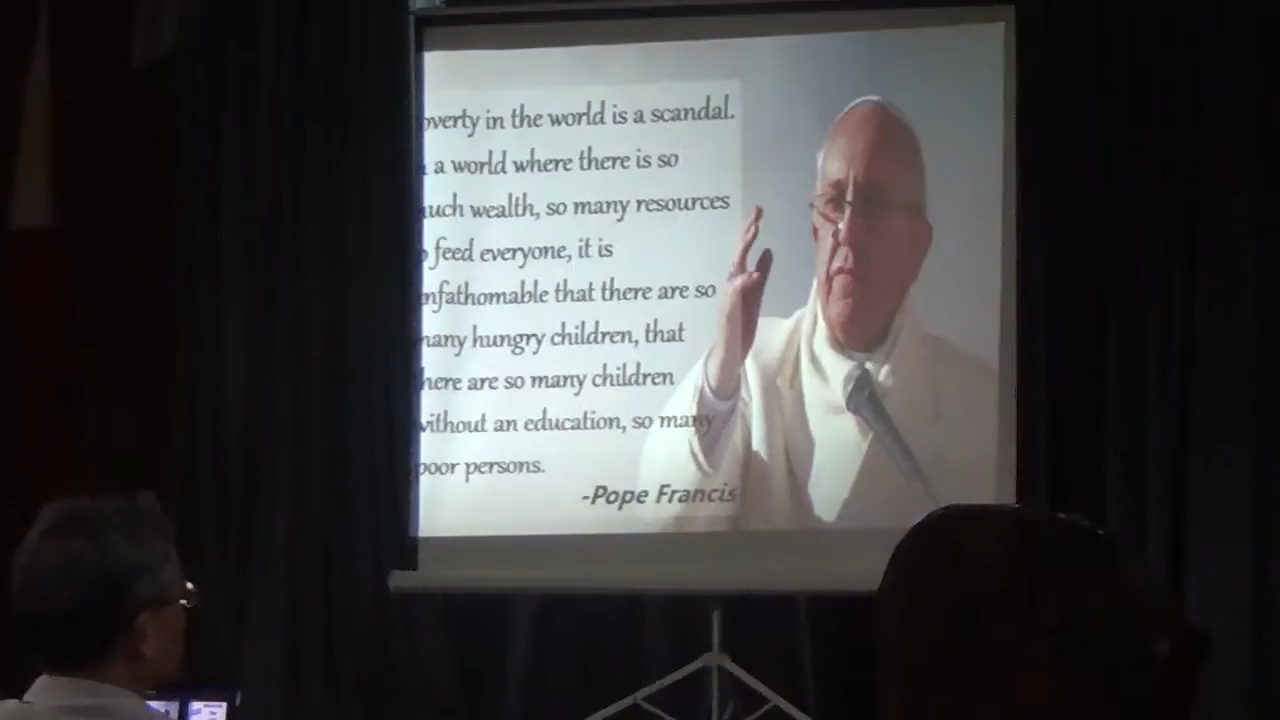 overty in the world is a scandal.
a world where there is so
uch wealth, so many resources
feed everyone, it is
nfathomable that there are so
many hungry children, that
here are so many children
without an education, so many
poor persons.
-Pope Francis